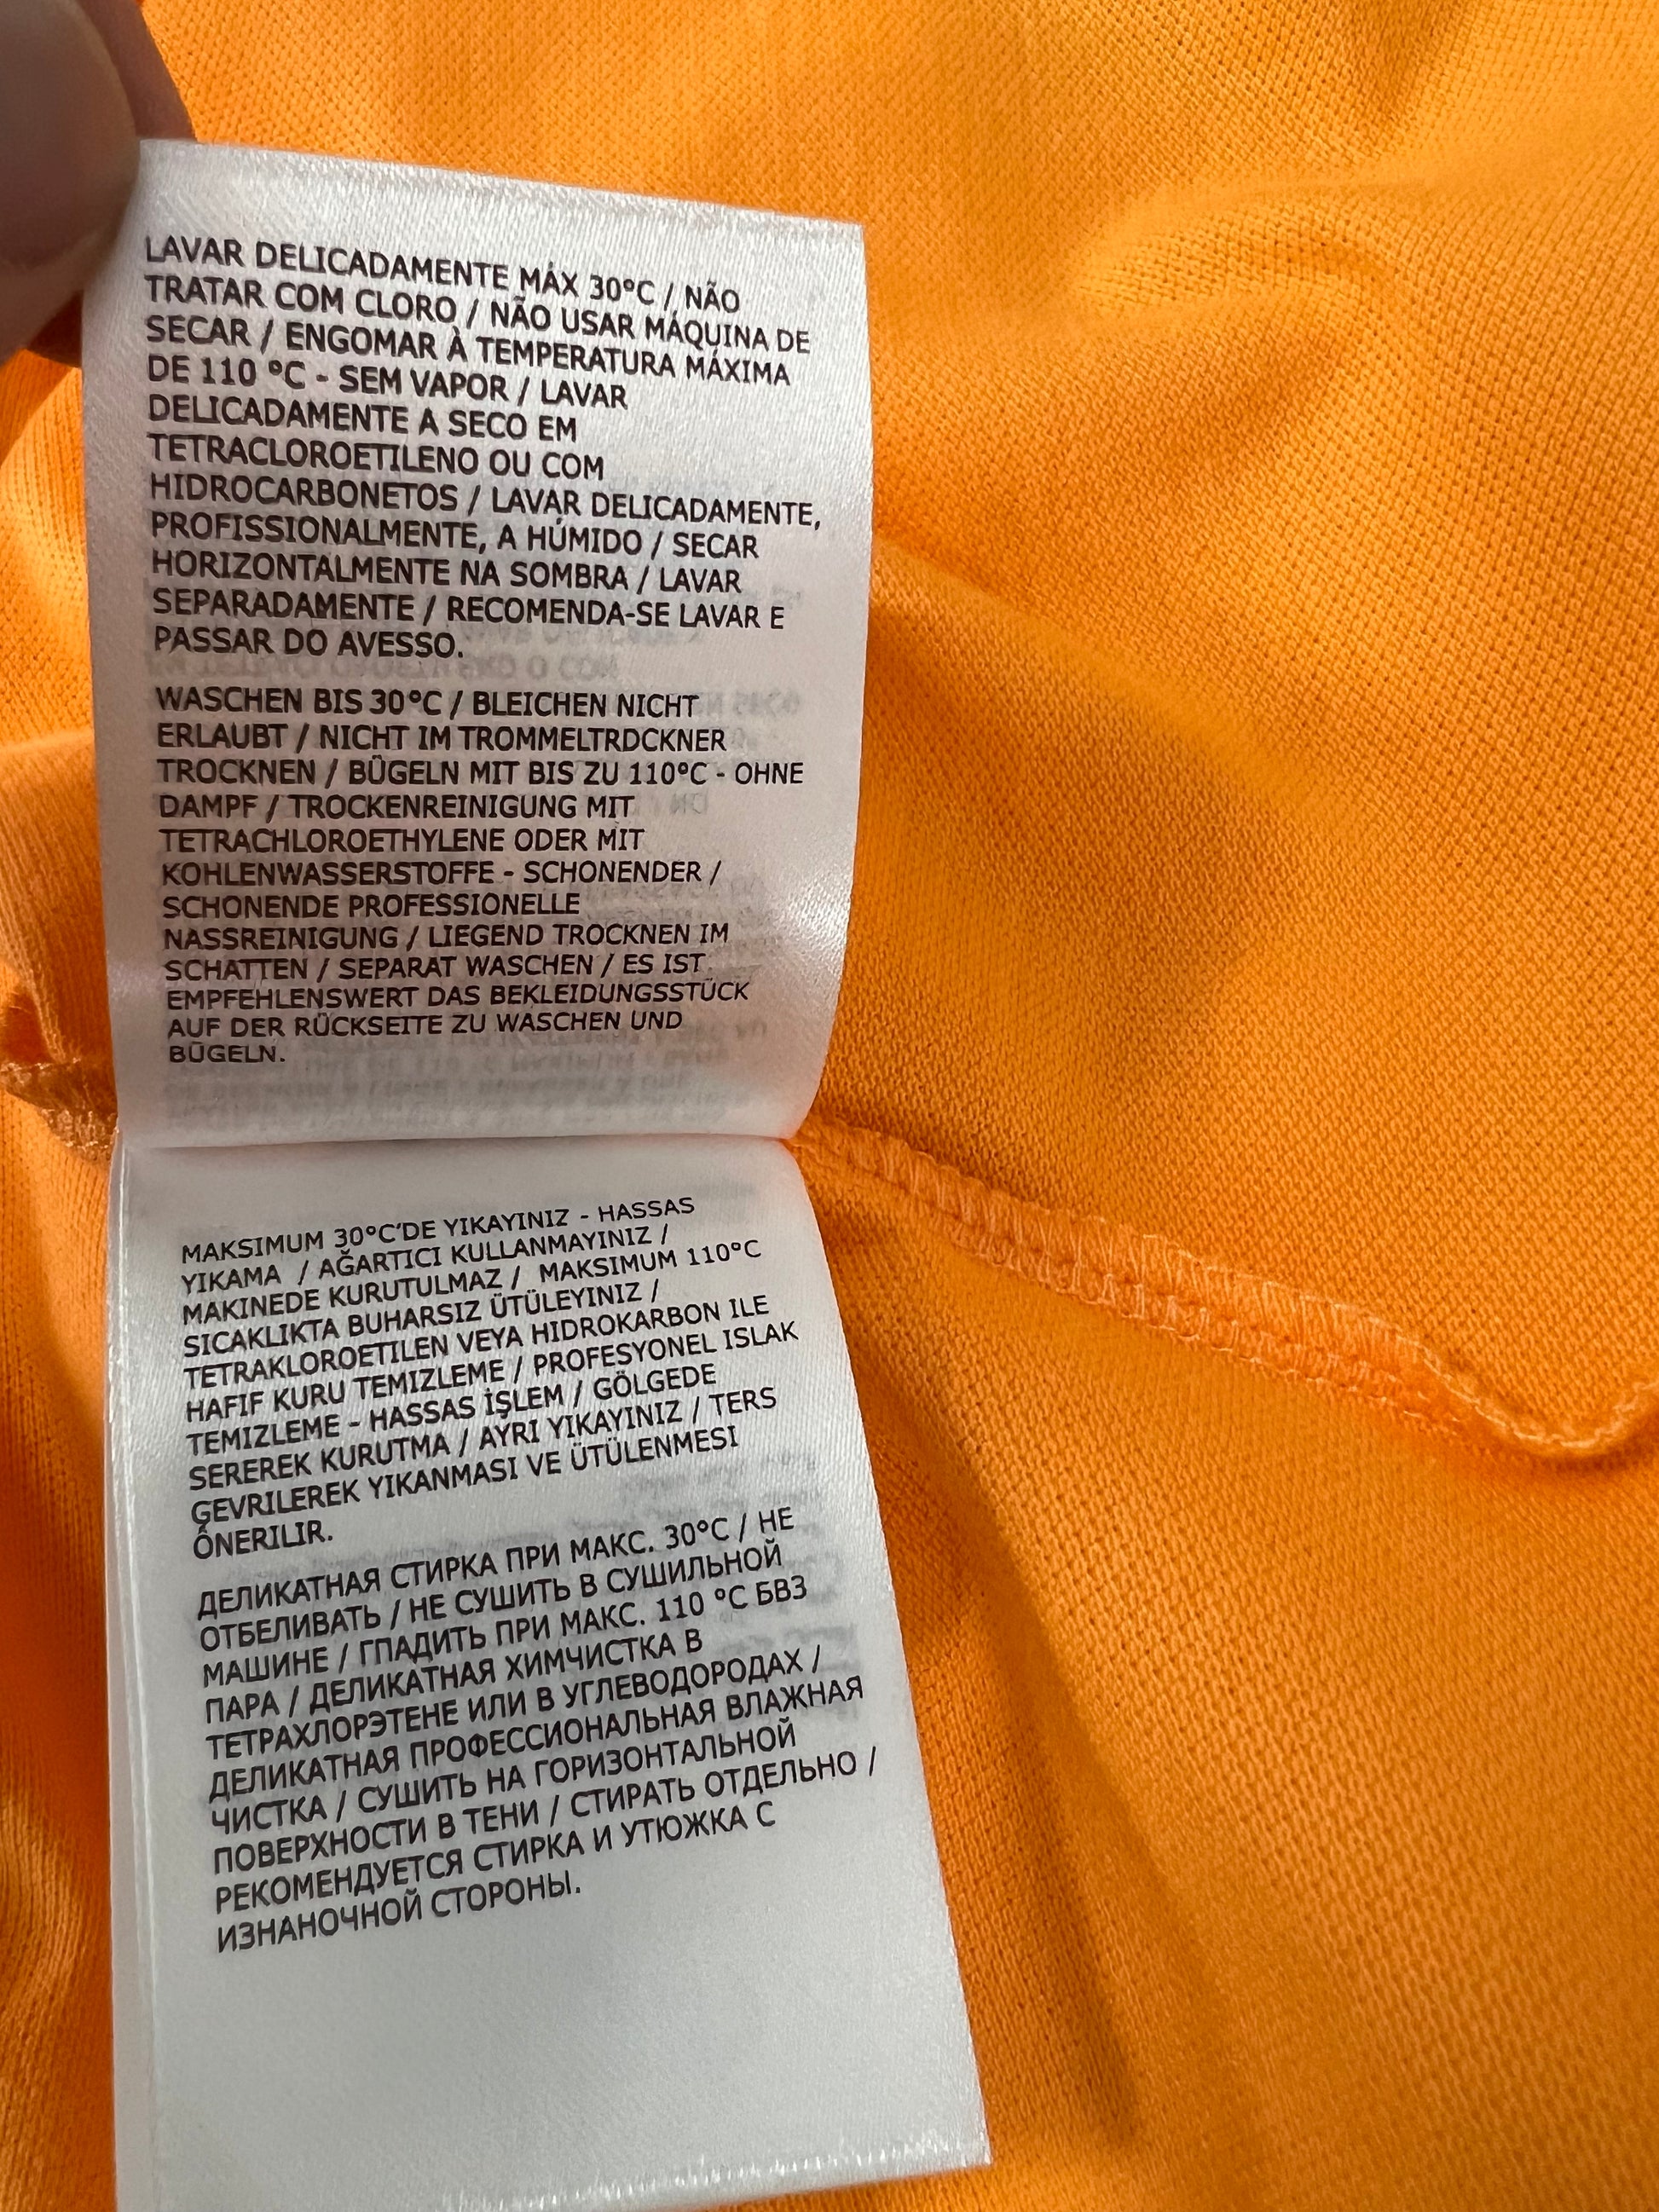 LAVAR DELICADAMENTE MÁX 30°C / NÃO
TRATAR COM CLORO / NÃO USAR MÁQUINA DE
SECAR / ENGOMAR À TEMPERATURA MÁXIMA
DE 110 °C - SEM VAPOR / LAVAR
DELICADAMENTE A SECO EM
TETRACLOROETILENO OU COM
HIDROCARBONETOS / LAVAR DELICADAMENTE,
PROFISSIONALMENTE, A HÚMIDO / SECAR
HORIZONTALMENTE NA SOMBRA / LAVAR
SEPARADAMENTE / RECOMENDA-SE LAVAR E
PASSAR DO AVESSO.
WASCHEN BIS 30°C / BLEICHEN NICHT
ERLAUBT / NICHT IM TROMMELTRDCKNER
TROCKNEN / BÜGELN MIT BIS ZU 110°C - OHNE
DAMPF / TROCKENREINIGUNG MIT
TETRACHLOROETHYLENE ODER MIT
KOHLENWASSERSTOFFE - SCHONENDER /
SCHONENDE PROFESSIONELLE
NASSREINIGUNG / LIEGEND TROCKNEN IM
SCHATTEN / SEPARAT WASCHEN / ES IST
EMPFEHLENSWERT DAS BEKLEIDUNGSSTÜCK
AUF DER RÜCKSEITE ZU WASCHEN UND
BÜGELN.
MAKSIMUM 30°C'DE YIKAYINIZ - HASSAS
YIKAMA / AĞARTICI KULLANMAYINIZ /
MAKINEDE KURUTULMAZ / MAKSIMUM 110°C
SICAKLIKTA BUHARSIZ ÜTÜLEYINIZ /
TETRAKLOROETILEN VEYA HIDROKARBON ILE
HAFIF KURU TEMIZLEME / PROFESYONEL ISLAK
TEMIZLEME - HASSAS İŞLEM / GÖLGEDE
SEREREK KURUTMA / AYRI YIKAYINIZ / TERS
ÇEVRILEREK YIKANMASI VE ÜTÜLENMESI
ÖNERILIR.
ДЕЛИКАТНАЯ СТИРКА ПРИ МАКС. 30°C / НЕ
ОТБЕЛИВАТЬ / НЕ СУШИТЬ В СУШИЛЬНОЙ
МАШИНЕ / ГПАДИТЬ ПРИ МАКС. 110 °C БВЗ
ПАРА / ДЕЛИКАТНАЯ ХИМЧИСТКА В
ТЕТРАХЛОРЭТЕНЕ ИЛИ В УГЛЕВОДОРОДАХ /
ДЕЛИКАТНАЯ ПРОФЕССИОНАЛЬНАЯ ВЛАЖНАЯ
ЧИСТКА / СУШИТЬ НА ГОРИЗОНТАЛЬНОЙ
ПОВЕРХНОСТИ В ТЕНИ / СТИРАТЬ ОТДЕЛЬНО /
РЕКОМЕНДУЕТСЯ СТИРКА И УТЮЖКА С
ИЗНАНОЧНОЙ СТОРОНЫ.